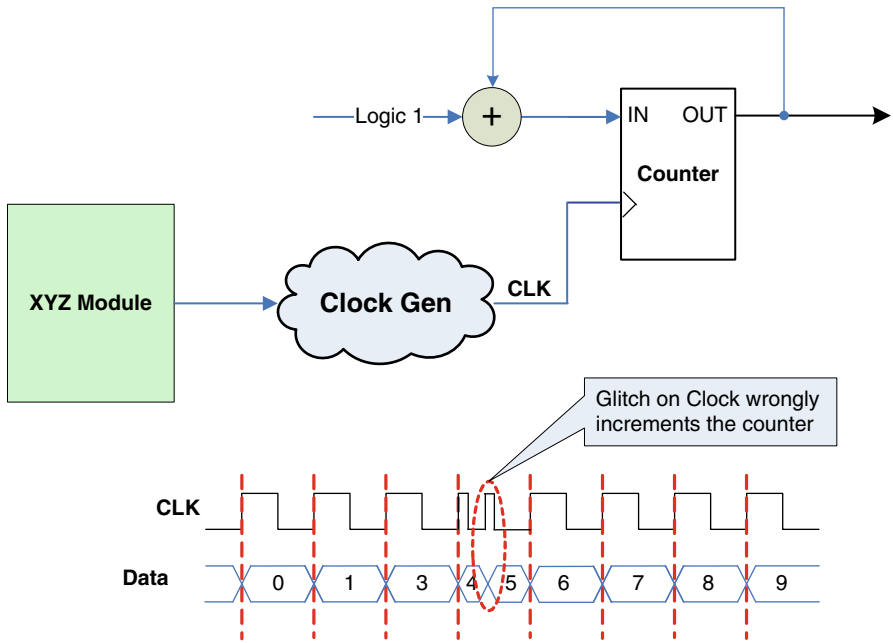 Logic 1
+
IN OUT
Counter
XYZ Module
Clock Gen
CLK
Glitch on Clock wrongly
increments the counter
CLK
Data 0 1 3 4 5 6 7 8 9